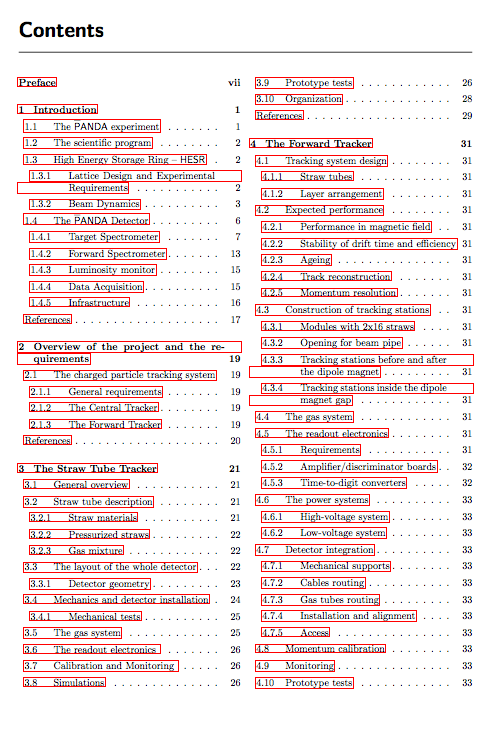 Contents
Preface vii
1 Introduction 1
1.1 The PANDA experiment . . . . . . . 1
1.2 The scientific program . . . . . . . 2
1.3 High Energy Storage Ring – HESR . 2
1.3.1 Lattice Design and Experimental
Requirements . . . . . . . . . . . 2
1.3.2 Beam Dynamics . . . . . . . . . . 3
1.4 The PANDA Detector . . . . . . . . 6
1.4.1 Target Spectrometer . . . . . . . 7
1.4.2 Forward Spectrometer . . . . . . . 13
1.4.3 Luminosity monitor . . . . . . . . 15
1.4.4 Data Acquisition . . . . . . . . . 15
1.4.5 Infrastructure . . . . . . . . . . 16
References . . . . . . . . . . . . . . . . . 17
2 Overview of the project and the re-
quirements 19
2.1 The charged particle tracking system 19
2.1.1 General requirements . . . . . . . 19
2.1.2 The Central Tracker . . . . . . . . 19
2.1.3 The Forward Tracker . . . . . . . 19
References . . . . . . . . . . . . . . . . . 20
3 The Straw Tube Tracker 21
3.1 General overview . . . . . . . . . . 21
3.2 Straw tube description . . . . . . . 21
3.2.1 Straw materials . . . . . . . . . . 21
3.2.2 Pressurized straws . . . . . . . . . 22
3.2.3 Gas mixture . . . . . . . . . . . . 22
3.3 The layout of the whole detector . . . 22
3.3.1 Detector geometry . . . . . . . . . 23
3.4 Mechanics and detector installation . 24
3.4.1 Mechanical tests . . . . . . . . . . 25
3.5 The gas system . . . . . . . . . . . 25
3.6 The readout electronics . . . . . . . 26
3.7 Calibration and Monitoring . . . . . 26
3.8 Simulations . . . . . . . . . . . . . 26
3.9 Prototype tests . . . . . . . . . . . 26
3.10 Organization . . . . . . . . . . . . 28
References . . . . . . . . . . . . . . . . . 29
4 The Forward Tracker 31
4.1 Tracking system design . . . . . . . 31
4.1.1 Straw tubes . . . . . . . . . . . . 31
4.1.2 Layer arrangement . . . . . . . . . 31
4.2 Expected performance . . . . . . . . 31
4.2.1 Performance in magnetic field . . 31
4.2.2 Stability of drift time and efficiency 31
4.2.3 Ageing . . . . . . . . . . . . . . . 31
4.2.4 Track reconstruction . . . . . . . . 31
4.2.5 Momentum resolution . . . . . . . 31
4.3 Construction of tracking stations . . 31
4.3.1 Modules with 2x16 straws . . . . . 31
4.3.2 Opening for beam pipe . . . . . . . 31
4.3.3 Tracking stations before and after
the dipole magnet . . . . . . . . . 31
4.3.4 Tracking stations inside the dipole
magnet gap . . . . . . . . . . . . . 31
4.4 The gas system . . . . . . . . . . . 31
4.5 The readout electronics . . . . . . . 31
4.5.1 Requirements . . . . . . . . . . . 31
4.5.2 Amplifier/discriminator boards . . 32
4.5.3 Time-to-digit converters . . . . . . 32
4.6 The power systems . . . . . . . . . 33
4.6.1 High-voltage system . . . . . . . . 33
4.6.2 Low-voltage system . . . . . . . . 33
4.7 Detector integration . . . . . . . . . 33
4.7.1 Mechanical supports . . . . . . . . 33
4.7.2 Cables routing . . . . . . . . . . . 33
4.7.3 Gas tubes routing . . . . . . . . . 33
4.7.4 Installation and alignment . . . . 33
4.7.5 Access . . . . . . . . . . . . . . . 33
4.8 Momentum calibration . . . . . . . . 33
4.9 Monitoring . . . . . . . . . . . . . 33
4.10 Prototype tests . . . . . . . . . . . 33